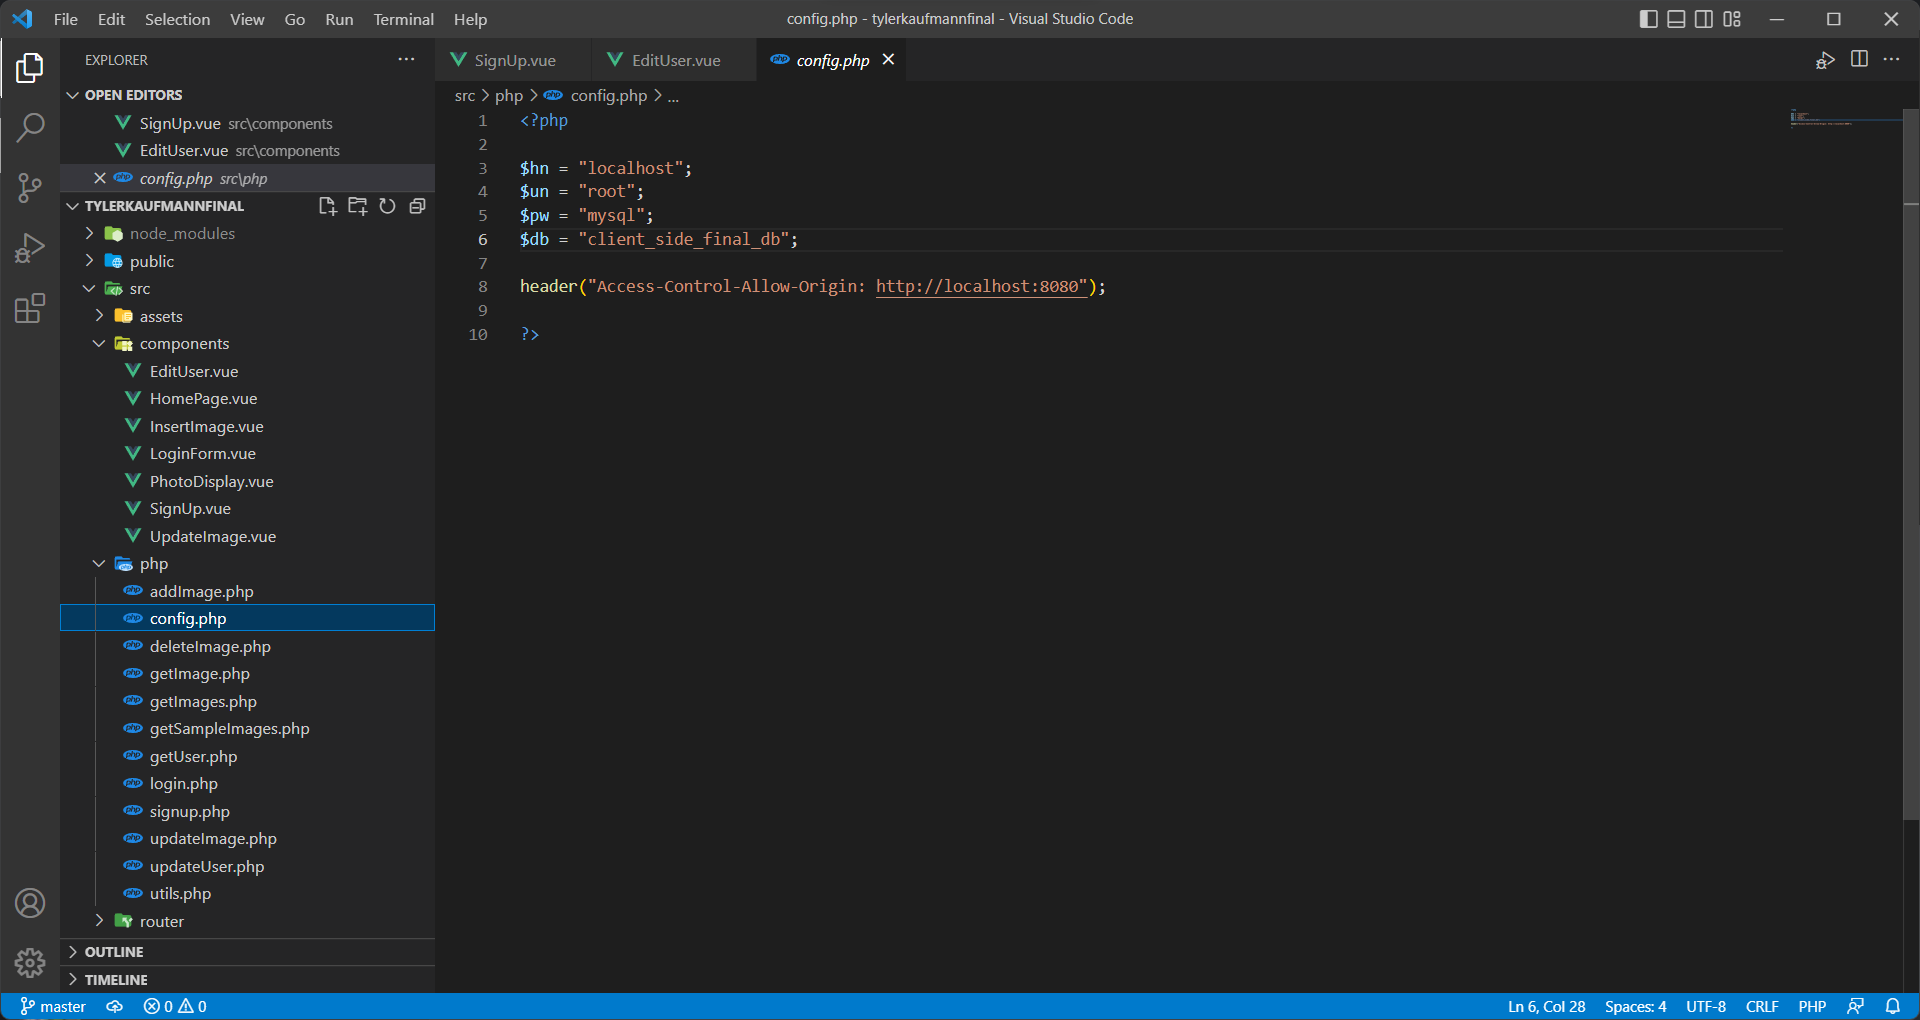 File Edit Selection View Go Run Terminal Help
config.php - tylerkaufmannfinal - Visual Studio Code
EXPLORER
OPEN EDITORS
SignUp.vue src\components
EditUser.vue src\components
config.php src\php
TYLERKAUFMANNFINAL
node_modules
public
src
assets
components
EditUser.vue
HomePage.vue
InsertImage.vue
LoginForm.vue
PhotoDisplay.vue
SignUp.vue
UpdateImage.vue
php
addImage.php
config.php
deleteImage.php
getImage.php
getImages.php
getSampleImages.php
getUser.php
login.php
signup.php
updateImage.php
updateUser.php
utils.php
router
OUTLINE
TIMELINE
SignUp.vue EditUser.vue config.php
src > php > config.php > ...
1 <?php
2
3 $hn = "localhost";
4 $un = "root";
5 $pw = "mysql";
6 $db = "client_side_final_db";
7
8 header("Access-Control-Allow-Origin: http://localhost:8080");
9
10 ?>
master 0 0 Ln 6, Col 28 Spaces: 4 UTF-8 CRLF PHP